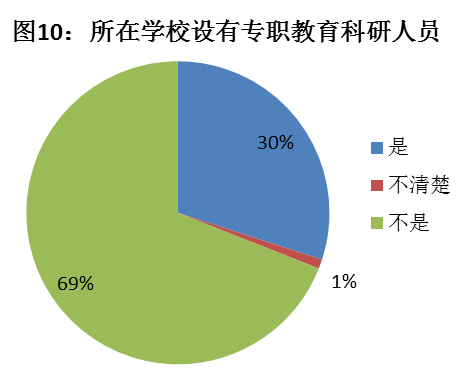 图10：所在学校设有专职教育科研人员
30%
是
不清楚
不是
1%
69%